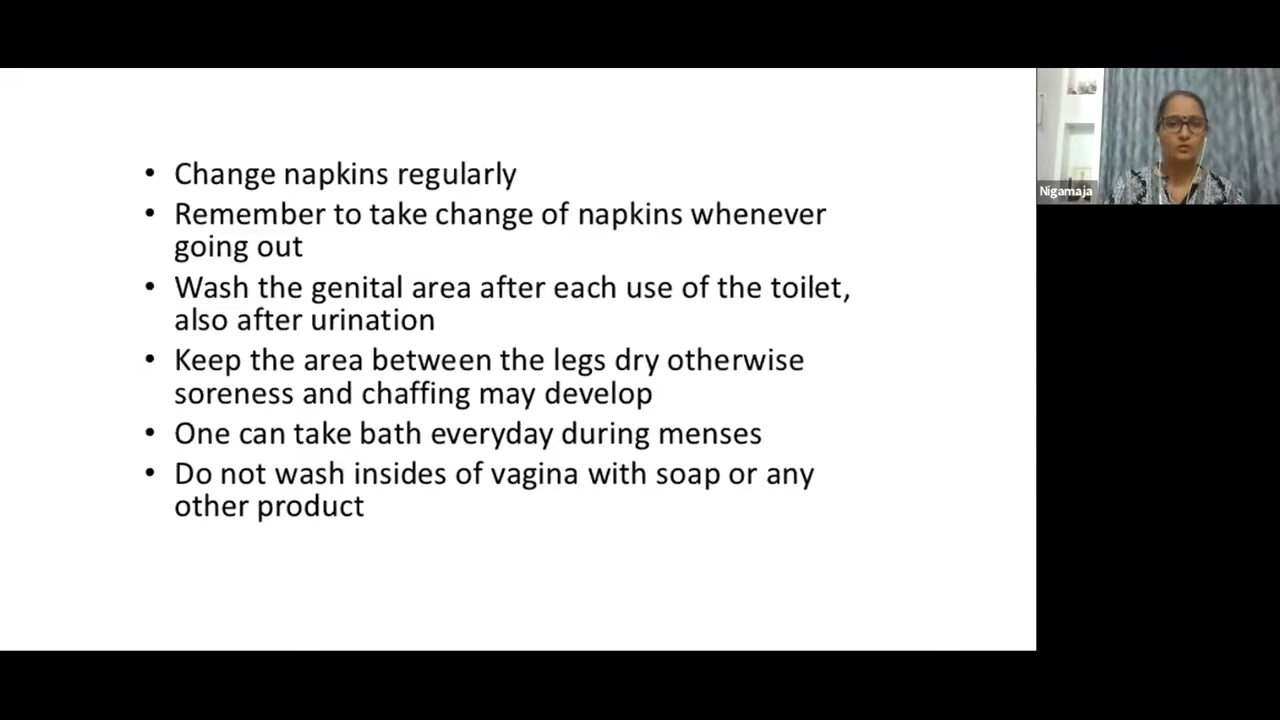 • Change napkins regularly
• Remember to take change of napkins whenever
going out
• Wash the genital area after each use of the toilet,
also after urination
• Keep the area between the legs dry otherwise
soreness and chaffing may develop
• One can take bath everyday during menses
• Do not wash insides of vagina with soap or any
other product
Nigamaja